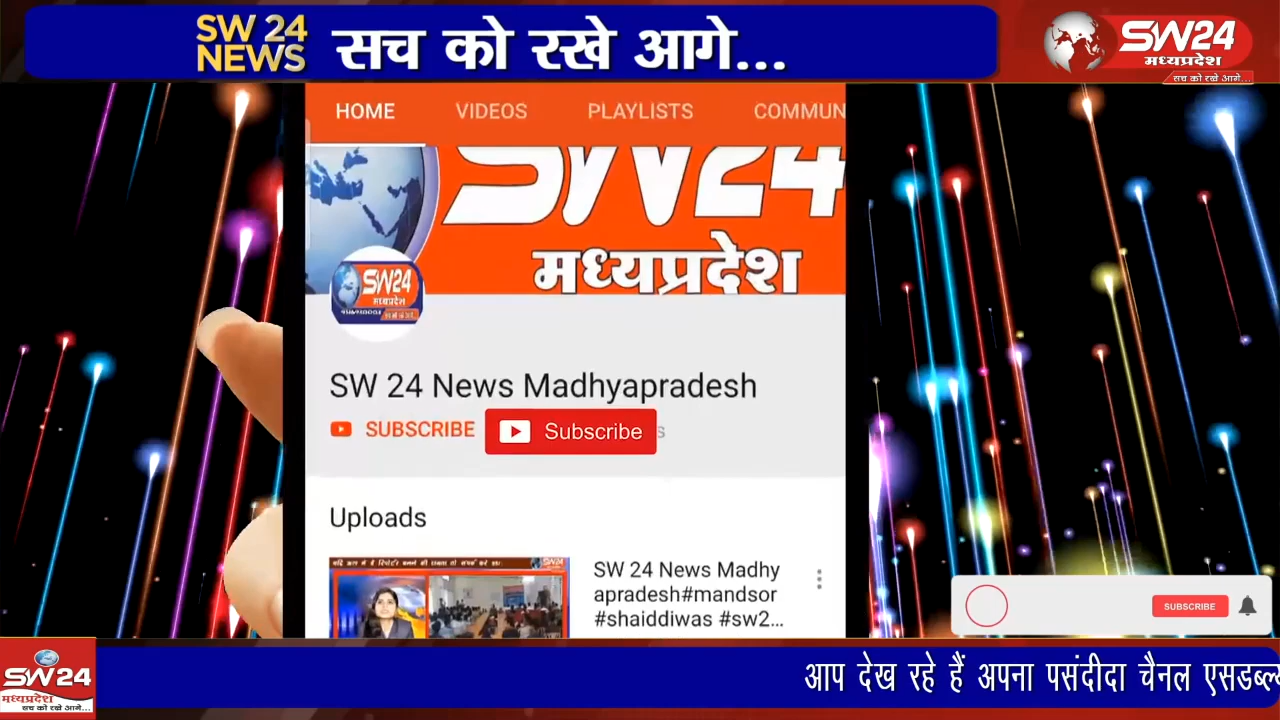 SW 24
NEWS
सच को रखे आगे...
SW24
मध्यप्रदेश
सच को रखे आगे...
HOME VIDEOS PLAYLISTS COMMUN
SW24
मध्यप्रदेश
SW24
मध्यप्रदेश
SW 24 News Madhyapradesh
SUBSCRIBE
Subscribe
s
Uploads
SW 24 News Madhy
apradesh#mandsor
#shaiddiwas #sw2...
SUBSCRIBE
SW24
मध्यप्रदेश
सच को रखे आगे...
आप देख रहे हैं अपना पसंदीदा चैनल एसडब्ल्